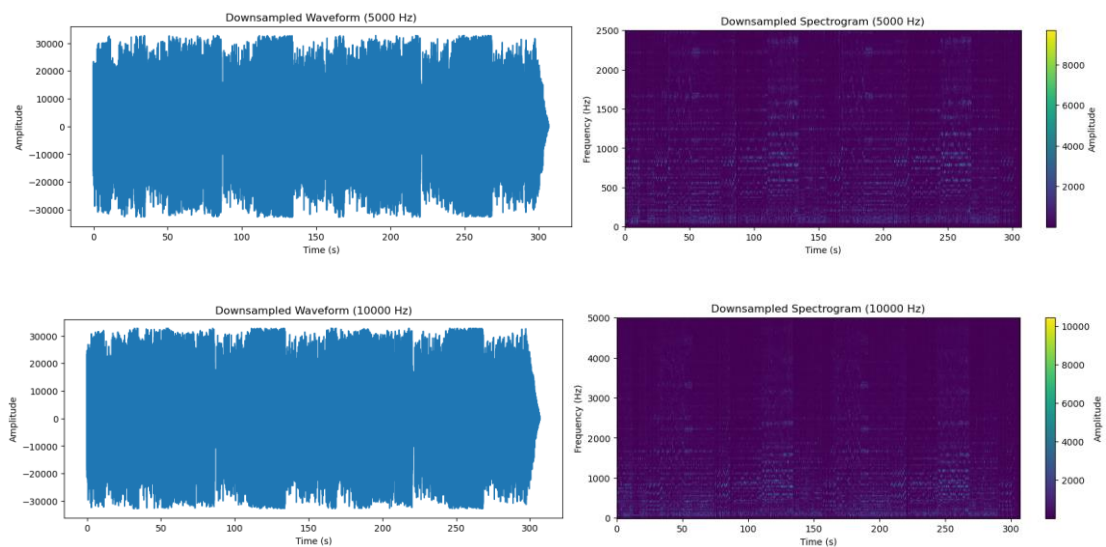 Downsampled Waveform (5000 Hz)
30000
20000
10000
0
−10000
−20000
−30000
Amplitude
0 50 100 150 200 250 300
Time (s)
Downsampled Spectrogram (5000 Hz)
2500
2000
1500
1000
500
0
Frequency (Hz)
0 50 100 150 200 250 300
Time (s)
8000
6000
4000
2000
Amplitude
Downsampled Waveform (10000 Hz)
30000
20000
10000
0
−10000
−20000
−30000
Amplitude
0 50 100 150 200 250 300
Time (s)
Downsampled Spectrogram (10000 Hz)
5000
4000
3000
2000
1000
0
Frequency (Hz)
0 50 100 150 200 250 300
Time (s)
10000
8000
6000
4000
2000
Amplitude